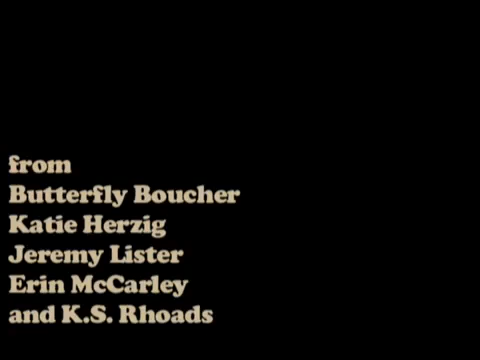 from
Butterfly Boucher
Katie Herzig
Jeremy Lister
Erin McCarley
and K.S. Rhoads